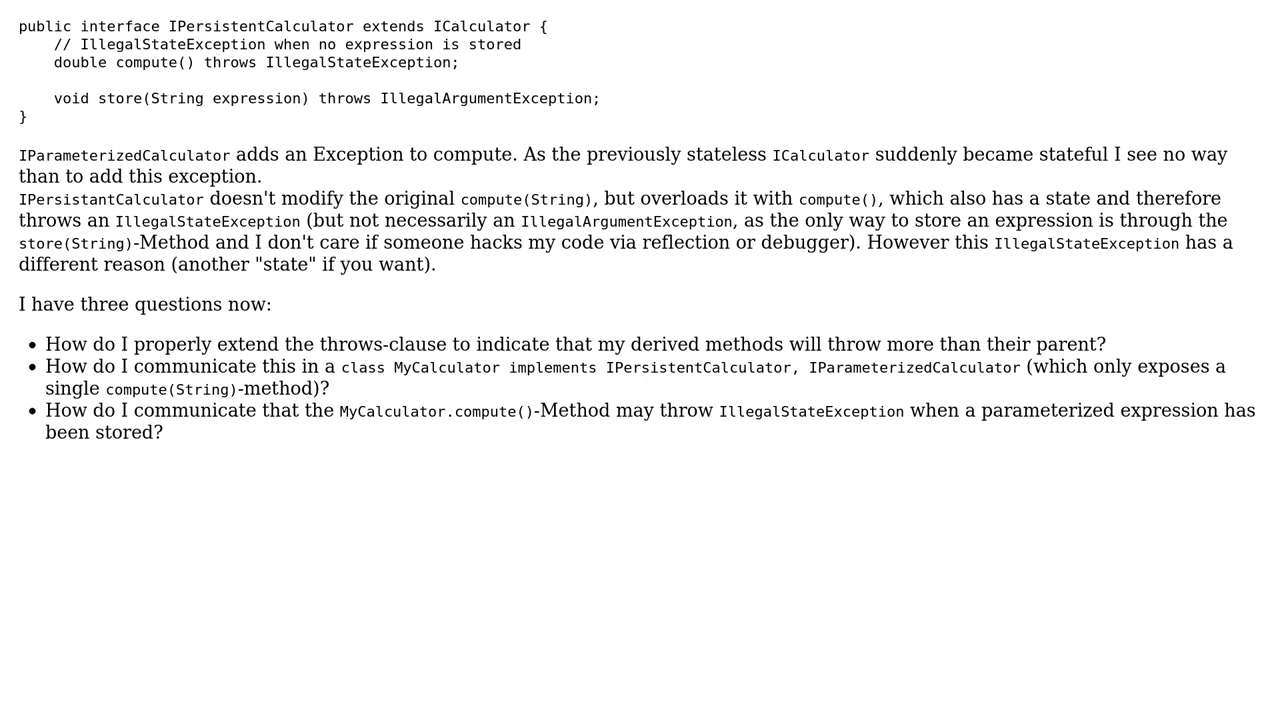 public interface IPersistentCalculator extends ICalculator {
    // IllegalStateException when no expression is stored
    double compute() throws IllegalStateException;
    void store(String expression) throws IllegalArgumentException;
}
IParameterizedCalculator adds an Exception to compute. As the previously stateless ICalculator suddenly became stateful I see no way
than to add this exception.
IPersistantCalculator doesn't modify the original compute(String), but overloads it with compute(), which also has a state and therefore
throws an IllegalStateException (but not necessarily an IllegalArgumentException, as the only way to store an expression is through the
store(String)-Method and I don't care if someone hacks my code via reflection or debugger). However this IllegalStateException has a
different reason (another "state" if you want).
I have three questions now:
• How do I properly extend the throws-clause to indicate that my derived methods will throw more than their parent?
• How do I communicate this in a class MyCalculator implements IPersistentCalculator, IParameterizedCalculator (which only exposes a
single compute(String)-method)?
• How do I communicate that the MyCalculator.compute()-Method may throw IllegalStateException when a parameterized expression has
been stored?